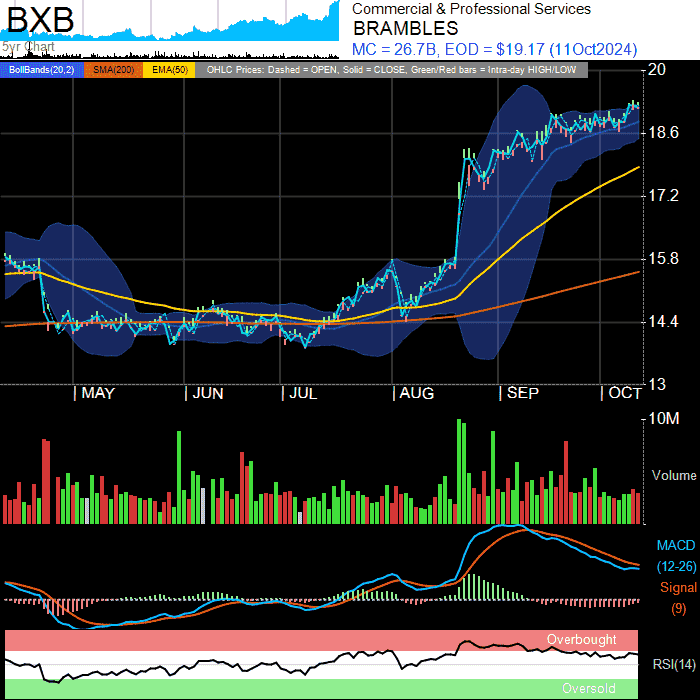 BXB
5yr Chart
Commercial & Professional Services
BRAMBLES
MC = 26.7B, EOD = $19.17 (11Oct2024)
BollBands(20,2) SMA(200) EMA(50) OHLC Prices: Dashed = OPEN, Solid = CLOSE, Green/Red bars = Intra-day HIGH/LOW
20
18.6
17.2
15.8
14.4
13
| MAY | JUN | JUL | AUG | SEP | OCT
10M
Volume
MACD
(12-26)
Signal
(9)
Overbought
RSI(14)
Oversold